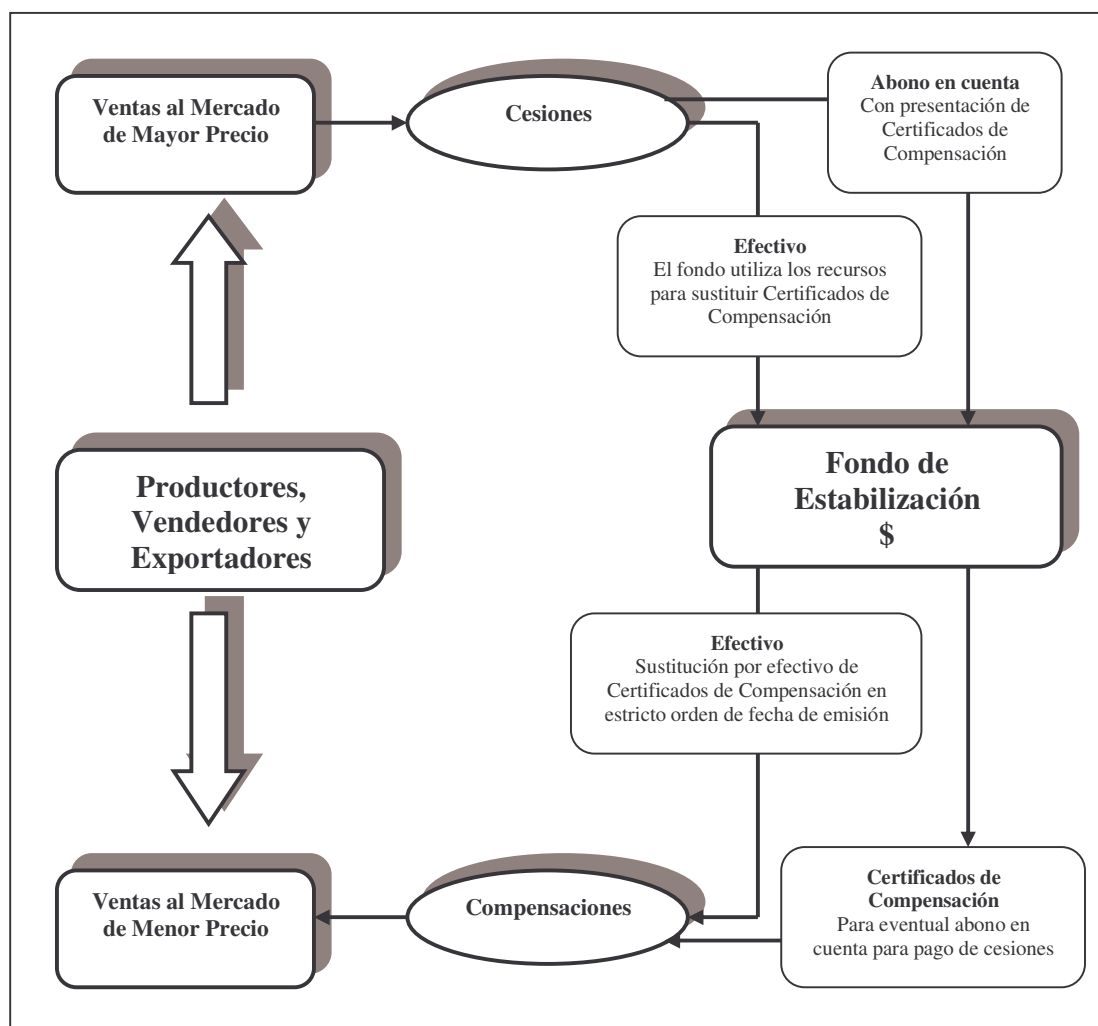 Ventas al Mercado
de Mayor Precio
Cesiones
Abono en cuenta
Con presentación de
Certificados de
Compensación
Efectivo
El fondo utiliza los recursos
para sustituir Certificados de
Compensación
Productores,
Vendedores y
Exportadores
Fondo de
Estabilización
$
Efectivo
Sustitución por efectivo de
Certificados de Compensación en
estricto orden de fecha de emisión
Ventas al Mercado
de Menor Precio
Compensaciones
Certificados de
Compensación
Para eventual abono en
cuenta para pago de cesiones